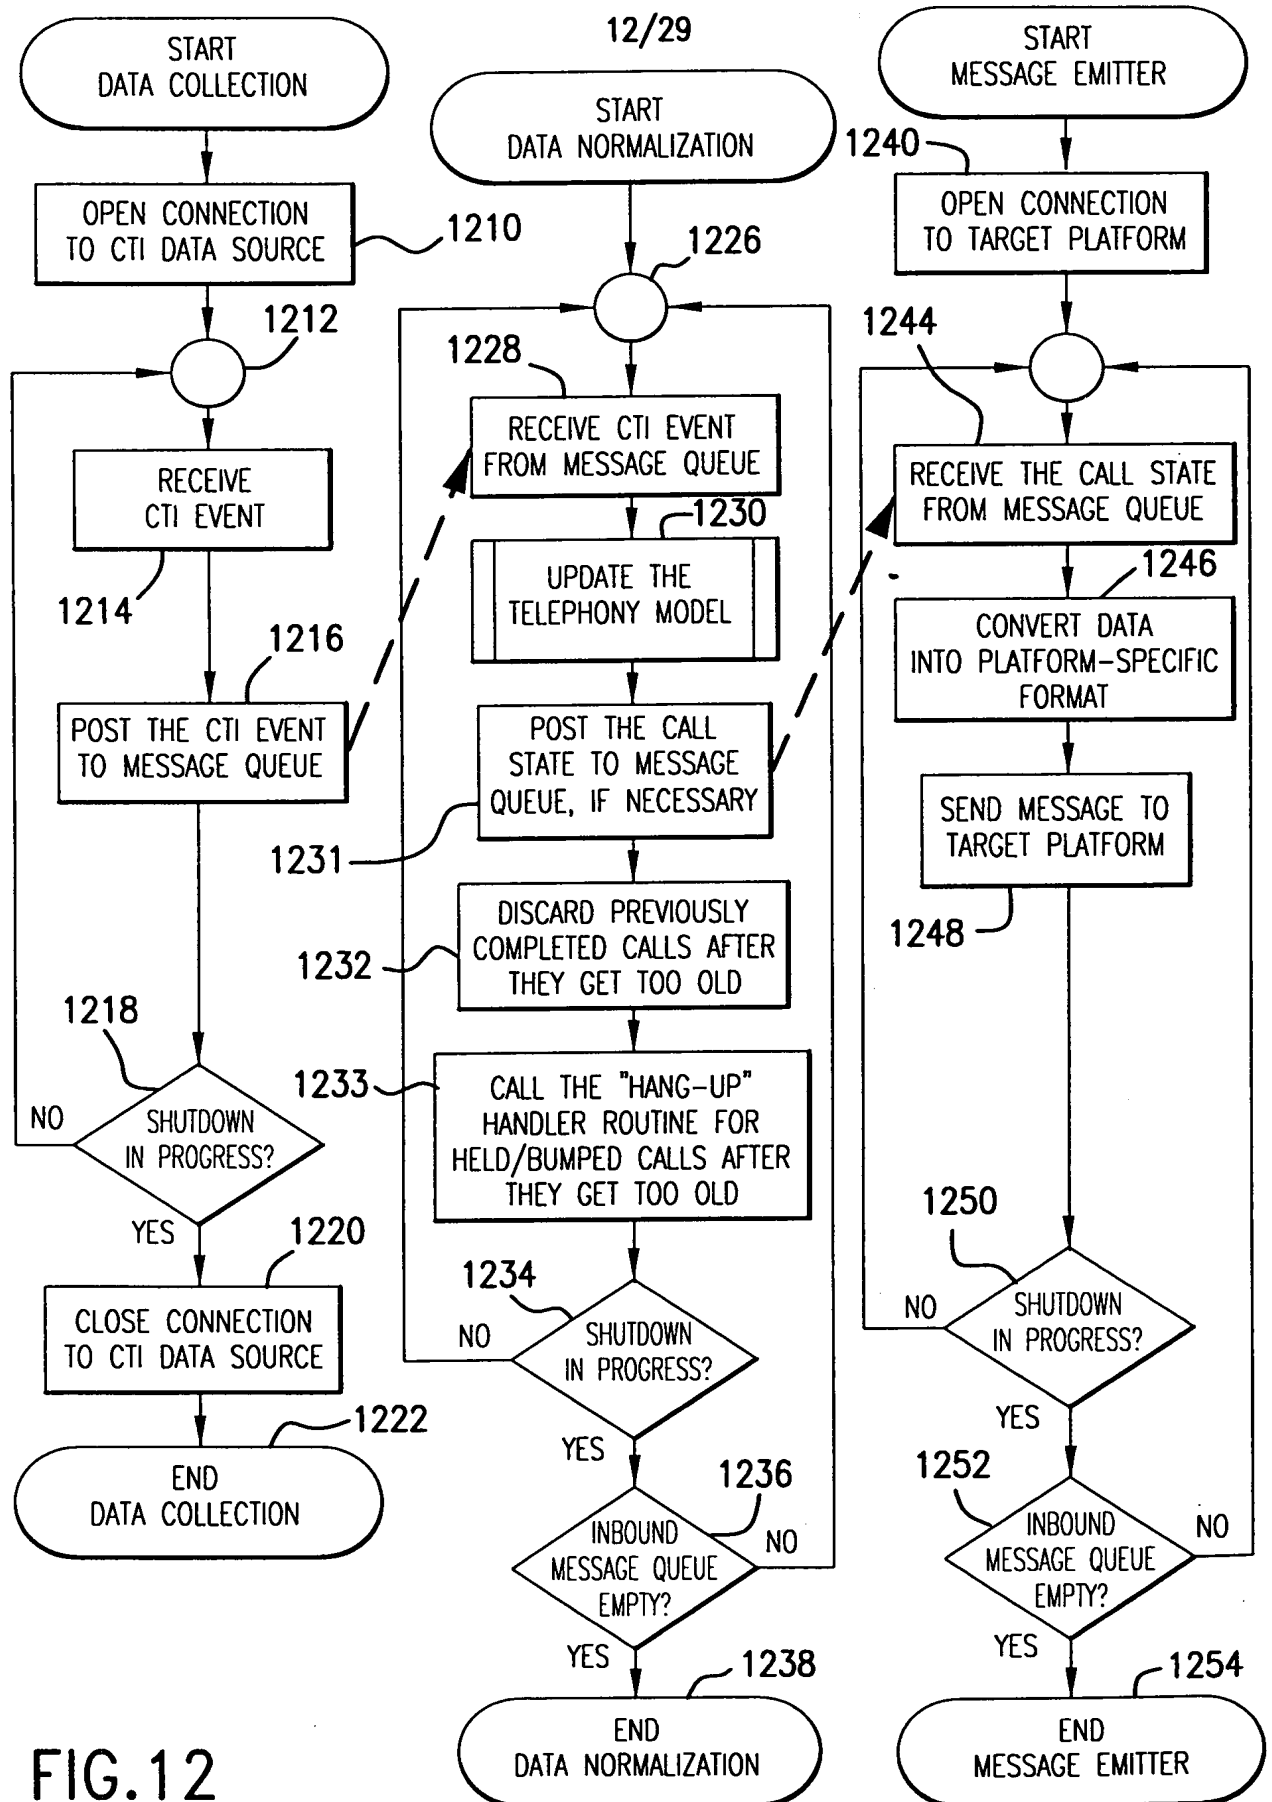 12/29
START
DATA COLLECTION
OPEN CONNECTION
TO CTI DATA SOURCE
1210
1212
RECEIVE
CTI EVENT
1214
1216
POST THE CTI EVENT
TO MESSAGE QUEUE
1218
SHUTDOWN
IN PROGRESS?
NO
YES
1220
CLOSE CONNECTION
TO CTI DATA SOURCE
1222
END
DATA COLLECTION
START
DATA NORMALIZATION
1226
1228
RECEIVE CTI EVENT
FROM MESSAGE QUEUE
1230
UPDATE THE
TELEPHONY MODEL
POST THE CALL
STATE TO MESSAGE
QUEUE, IF NECESSARY
1231
DISCARD PREVIOUSLY
COMPLETED CALLS AFTER
THEY GET TOO OLD
1232
1233
CALL THE "HANG-UP"
HANDLER ROUTINE FOR
HELD/BUMPED CALLS AFTER
THEY GET TOO OLD
1234
SHUTDOWN
IN PROGRESS?
NO
YES
1236
INBOUND
MESSAGE QUEUE
EMPTY?
NO
YES
1238
END
DATA NORMALIZATION
START
MESSAGE EMITTER
1240
OPEN CONNECTION
TO TARGET PLATFORM
1244
RECEIVE THE CALL STATE
FROM MESSAGE QUEUE
1246
CONVERT DATA
INTO PLATFORM-SPECIFIC
FORMAT
SEND MESSAGE TO
TARGET PLATFORM
1248
1250
SHUTDOWN
IN PROGRESS?
NO
YES
1252
INBOUND
MESSAGE QUEUE
EMPTY?
NO
YES
1254
END
MESSAGE EMITTER
FIG.12